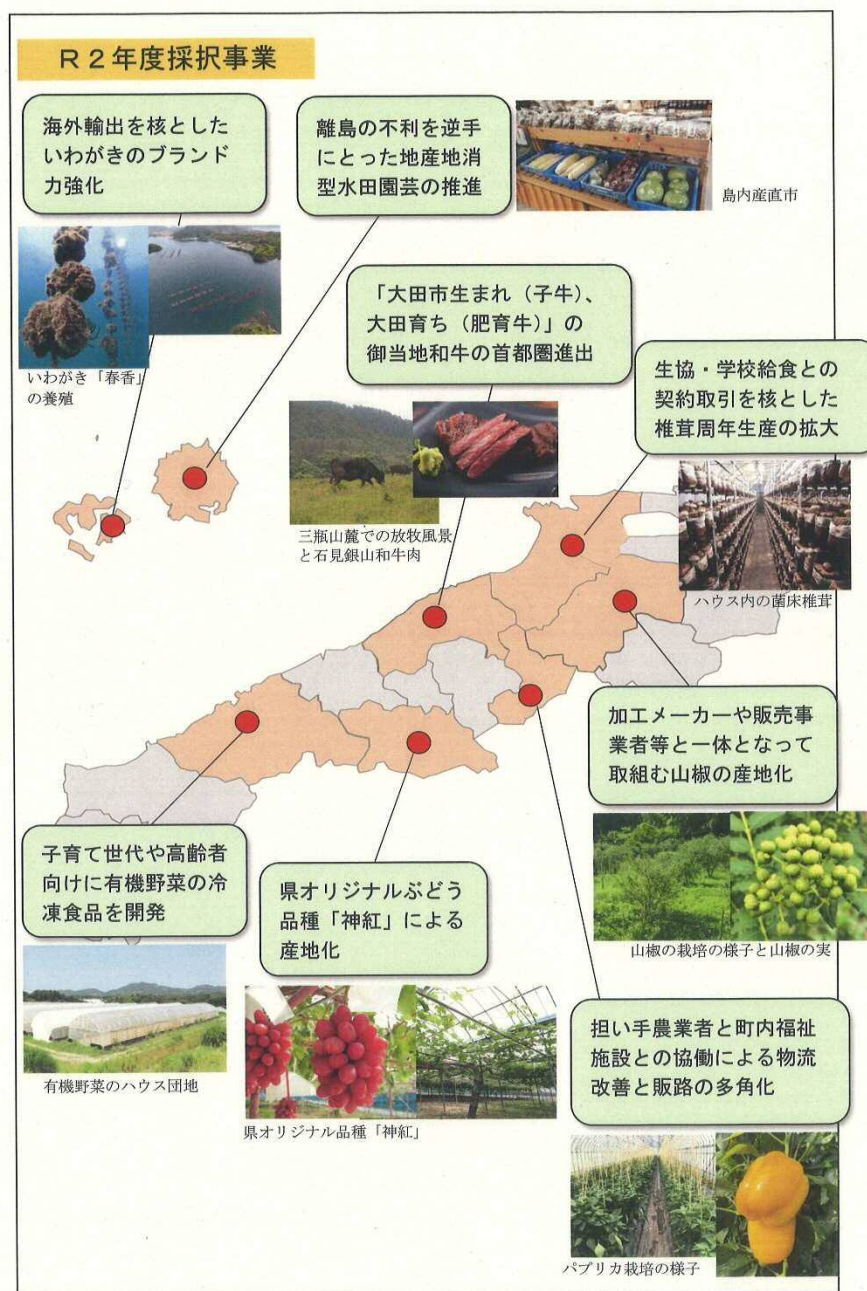 R2年度採択事業
海外輸出を核とした
いわがきのブランド
力強化
離島の不利を逆手
にとった地産地消
型水田園芸の推進
島内産直市
いわがき「春香」
の養殖
「大田市生まれ（子牛）、
大田育ち（肥育牛）」の
御当地和牛の首都圏進出
三瓶山麓での放牧風景
と石見銀山和牛肉
生協・学校給食との
契約取引を核とした
椎茸周年生産の拡大
ハウス内の菌床椎茸
加工メーカーや販売事
業者等と一体となって
取組む山椒の産地化
山椒の栽培の様子と山椒の実
子育て世代や高齢者
向けに有機野菜の冷
凍食品を開発
有機野菜のハウス団地
県オリジナルぶどう
品種「神紅」による
産地化
県オリジナル品種「神紅」
担い手農業者と町内福祉
施設との協働による物流
改善と販路の多角化
パプリカ栽培の様子